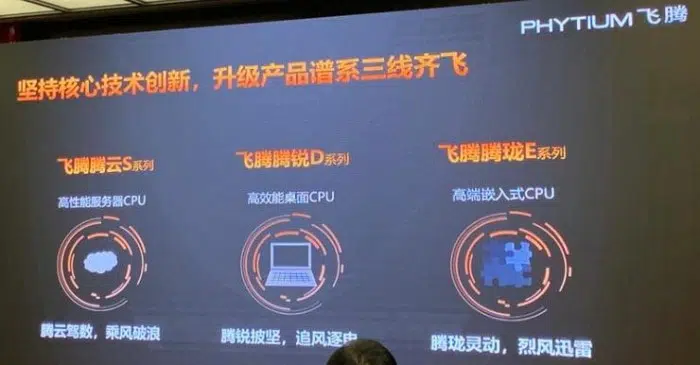 PHYTIUM 飞腾
坚持核心技术创新，升级产品谱系三线齐飞
飞腾腾云S系列
高性能服务器CPU
腾云驾数，乘风破浪
飞腾腾锐D系列
高效能桌面CPU
腾锐披坚，追风逐电
飞腾腾珑E系列
高端嵌入式CPU
腾珑灵动，烈风迅雷